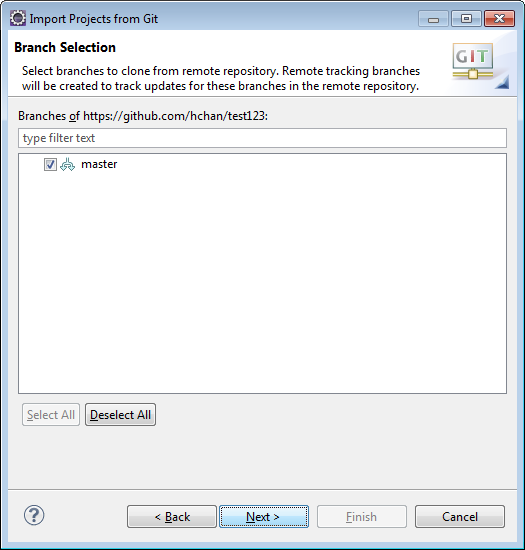 Import Projects from Git
Branch Selection
GIT
Select branches to clone from remote repository. Remote tracking branches
will be created to track updates for these branches in the remote repository.
Branches of https://github.com/hchan/test123:
type filter text
master
Select All
Deselect All
?
< Back
Next >
Finish
Cancel